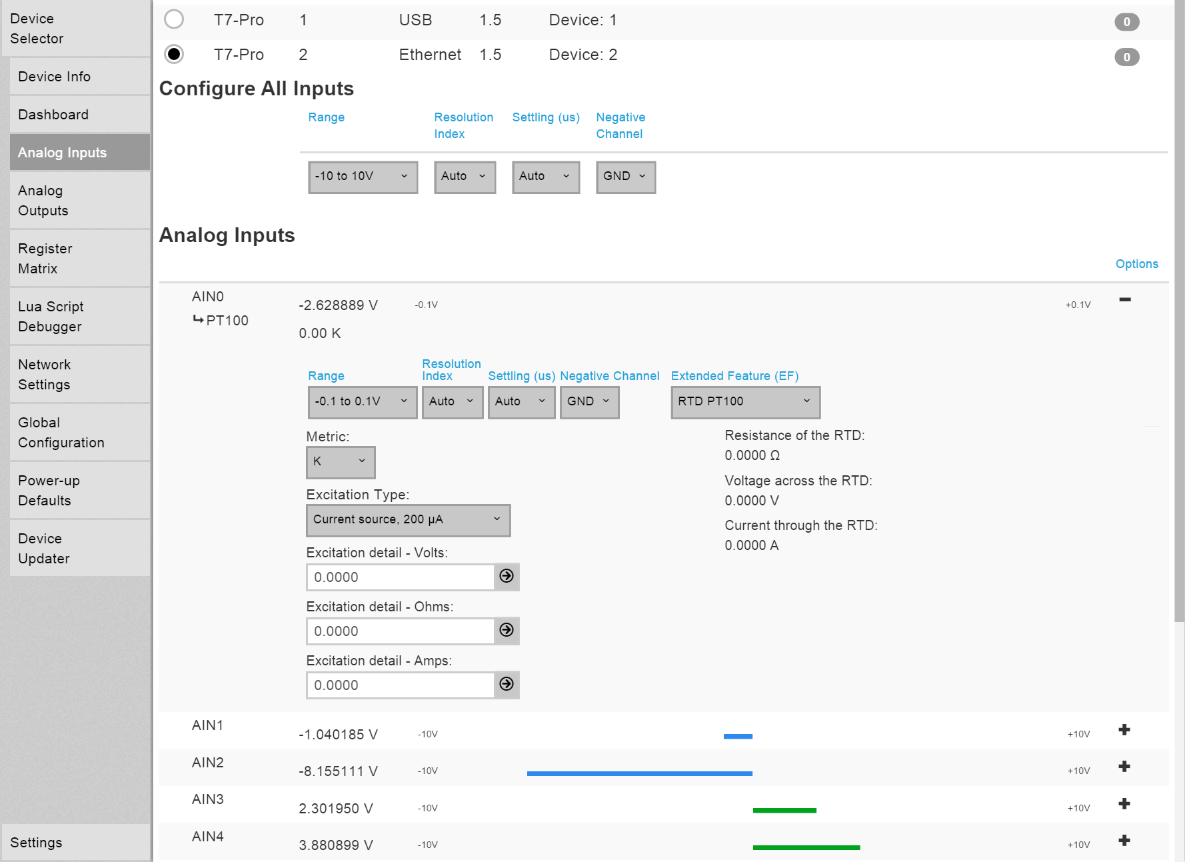 Device
Selector
Device Info
Dashboard
Analog Inputs
Analog
Outputs
Register
Matrix
Lua Script
Debugger
Network
Settings
Global
Configuration
Power-up
Defaults
Device
Updater
Settings
T7-Pro 1 USB 1.5 Device: 1 0
T7-Pro 2 Ethernet 1.5 Device: 2 0
Configure All Inputs
Range Resolution Index Settling (us) Negative Channel
-10 to 10V Auto Auto GND
Analog Inputs
Options
AIN0 -2.628889 V -0.1V +0.1V
↳PT100 0.00 K
Range Resolution Index Settling (us) Negative Channel Extended Feature (EF)
-0.1 to 0.1V Auto Auto GND RTD PT100
Metric:
K
Excitation Type:
Current source, 200 µA
Excitation detail - Volts:
0.0000
Excitation detail - Ohms:
0.0000
Excitation detail - Amps:
0.0000
Resistance of the RTD:
0.0000 Ω
Voltage across the RTD:
0.0000 V
Current through the RTD:
0.0000 A
AIN1 -1.040185 V -10V +10V
AIN2 -8.155111 V -10V +10V
AIN3 2.301950 V -10V +10V
AIN4 3.880899 V -10V +10V